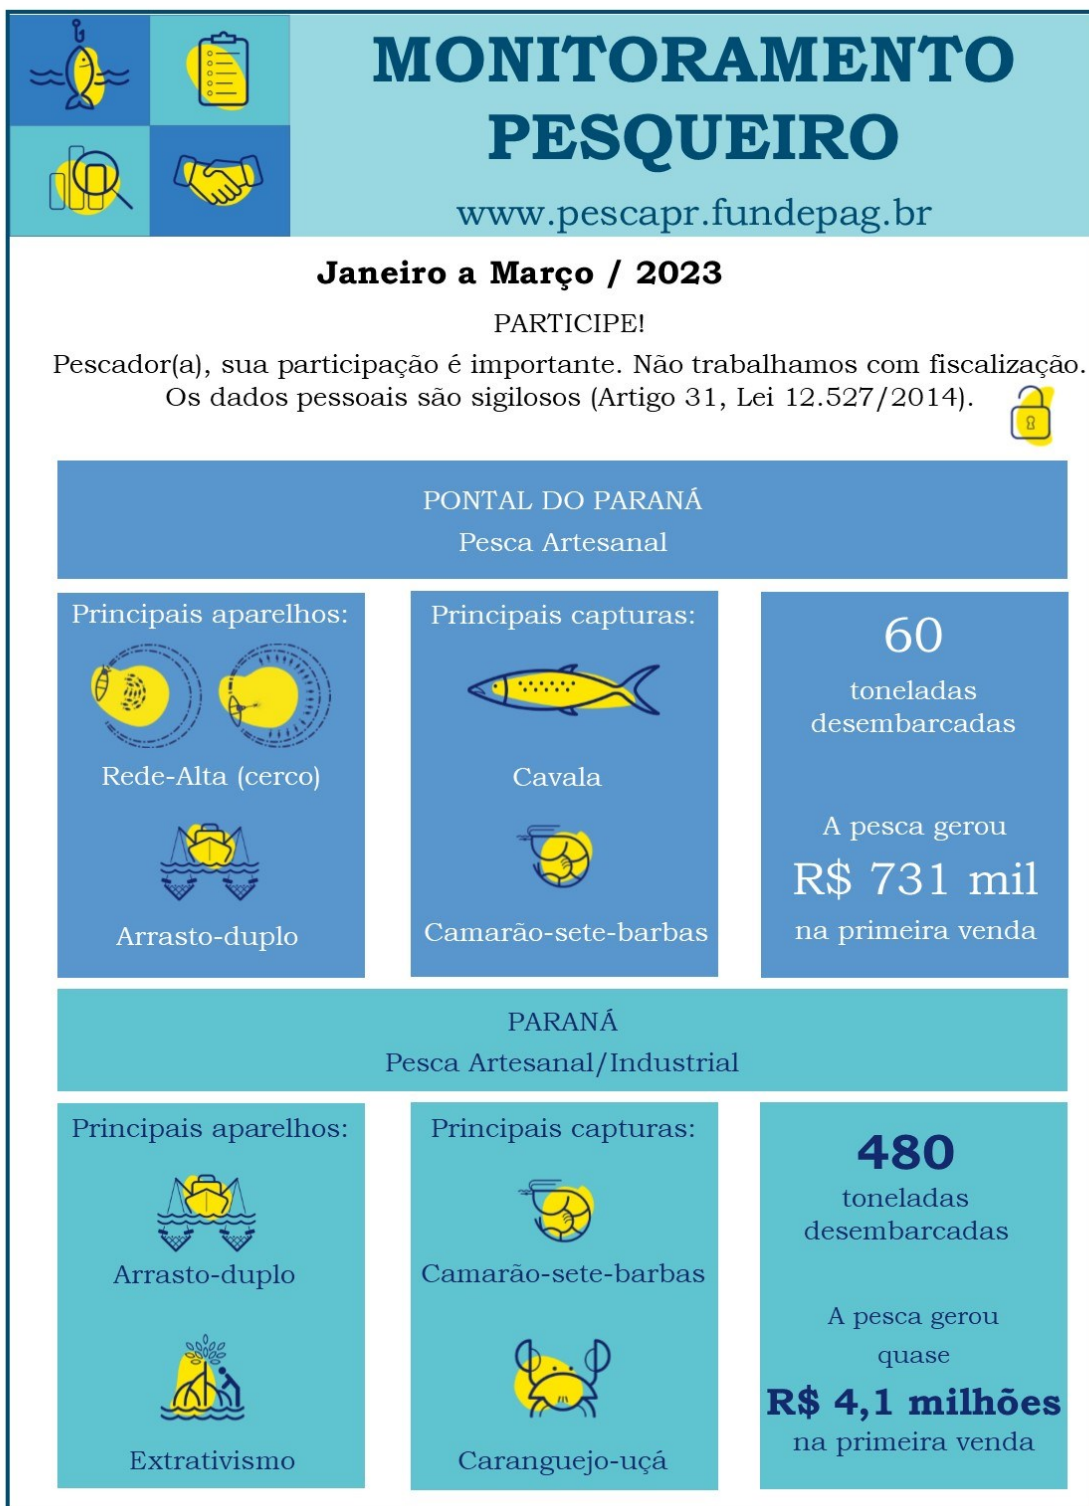 MONITORAMENTO
PESQUEIRO
www.pescapr.fundepag.br
Janeiro a Março / 2023
PARTICIPE!
Pescador(a), sua participação é importante. Não trabalhamos com fiscalização.
Os dados pessoais são sigilosos (Artigo 31, Lei 12.527/2014).
PONTAL DO PARANÁ
Pesca Artesanal
Principais aparelhos:
Rede-Alta (cerco)
Arrasto-duplo
Principais capturas:
Cavala
Camarão-sete-barbas
60
toneladas
desembarcadas
A pesca gerou
R$ 731 mil
na primeira venda
PARANÁ
Pesca Artesanal/Industrial
Principais aparelhos:
Arrasto-duplo
Extrativismo
Principais capturas:
Camarão-sete-barbas
Caranguejo-uçá
480
toneladas
desembarcadas
A pesca gerou
quase
R$ 4,1 milhões
na primeira venda